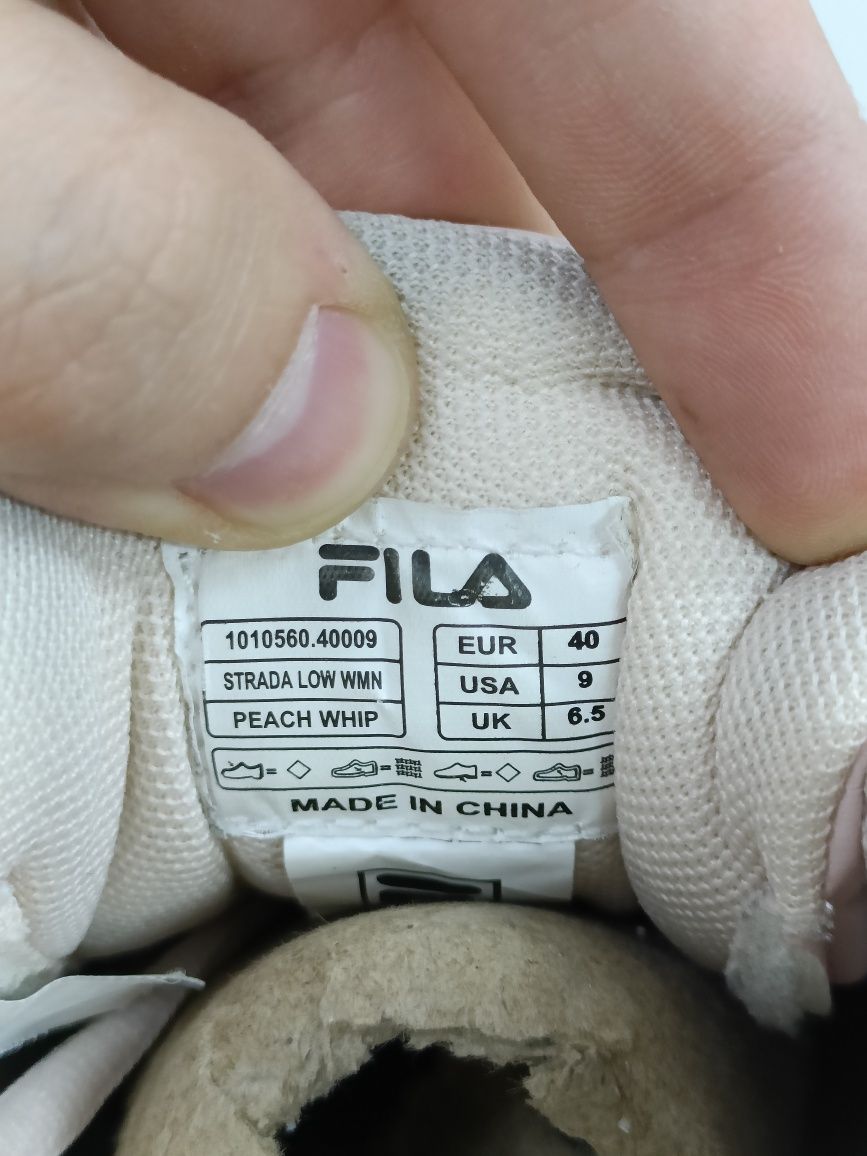 FILA
1010560.40009
STRADA LOW WMN
PEACH WHIP
EUR 40
USA 9
UK 6.5
MADE IN CHINA